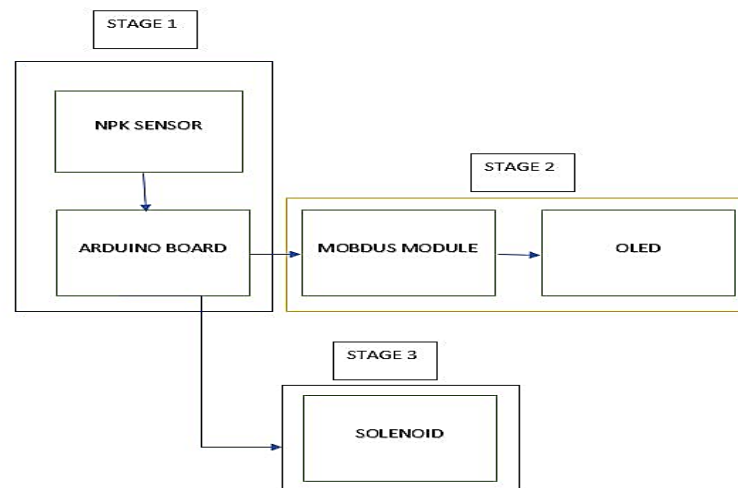 STAGE 1
NPK SENSOR
ARDUINO BOARD
STAGE 2
MOBDUS MODULE
OLED
STAGE 3
SOLENOID